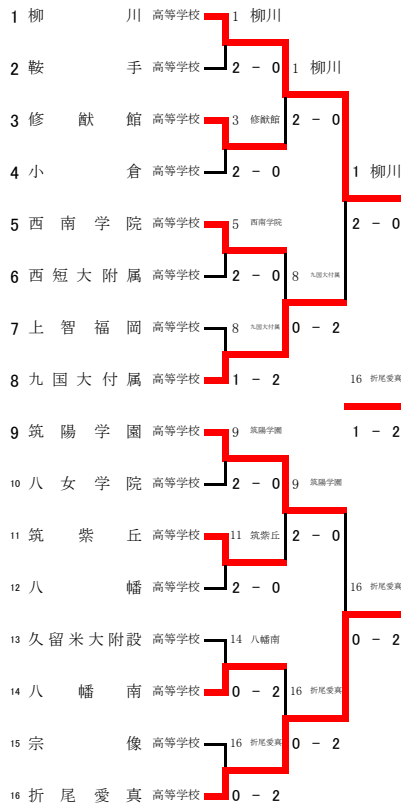 1 柳川 高等学校 1 柳川
2 鞍手 高等学校 2 - 0 1 柳川
3 修猷館 高等学校 3 修猷館 2 - 0
4 小倉 高等学校 2 - 0 1 柳川
5 西南学院 高等学校 5 西南学院 2 - 0
6 西短大附属 高等学校 2 - 0 8 九国大付属
7 上智福岡 高等学校 8 九国大付属 0 - 2
8 九国大付属 高等学校 1 - 2 16 折尾愛真
9 筑陽学園 高等学校 9 筑陽学園 1 - 2
10 八女学院 高等学校 2 - 0 9 筑陽学園
11 筑紫丘 高等学校 11 筑紫丘 2 - 0
12 八幡 高等学校 2 - 0 16 折尾愛真
13 久留米大附設 高等学校 14 八幡南 0 - 2
14 八幡南 高等学校 0 - 2 16 折尾愛真
15 宗像 高等学校 16 折尾愛真 0 - 2
16 折尾愛真 高等学校 0 - 2